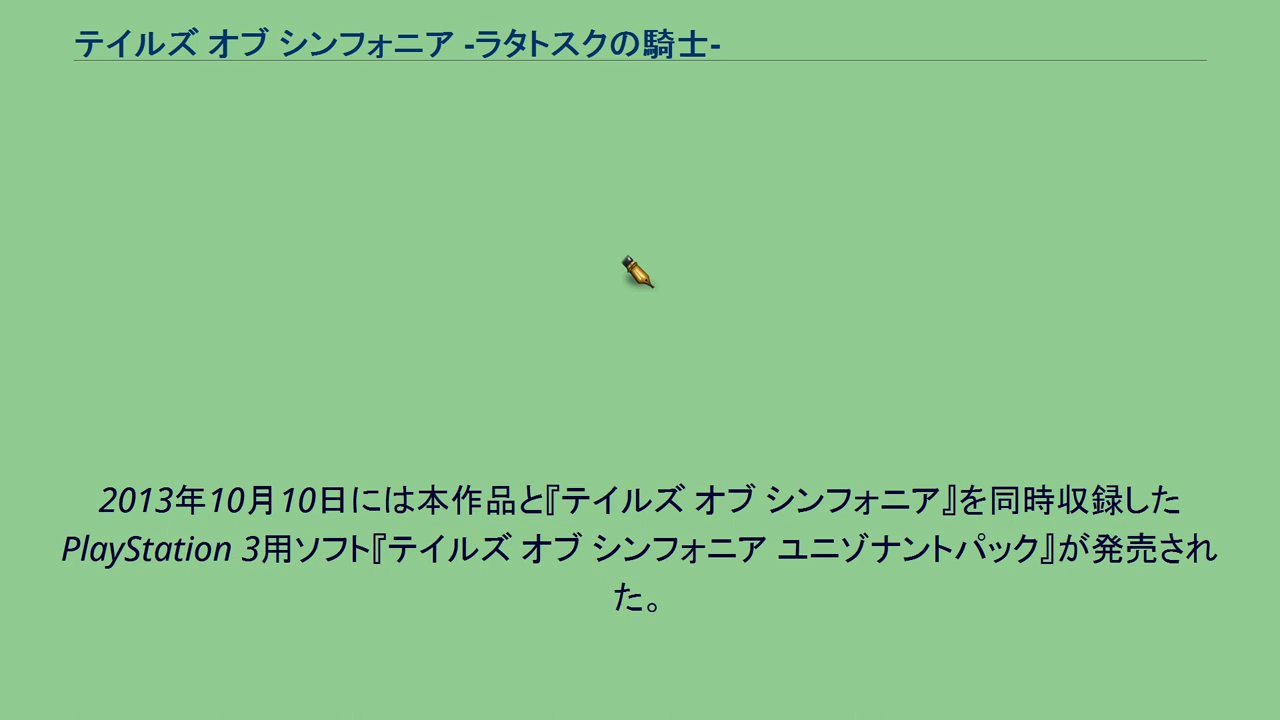 テイルズ オブ シンフォニア -ラタトスクの騎士-
2013年10月10日には本作品と『テイルズ オブ シンフォニア』を同時収録した
PlayStation 3用ソフト『テイルズ オブ シンフォニア ユニゾナントパック』が発売され
た。